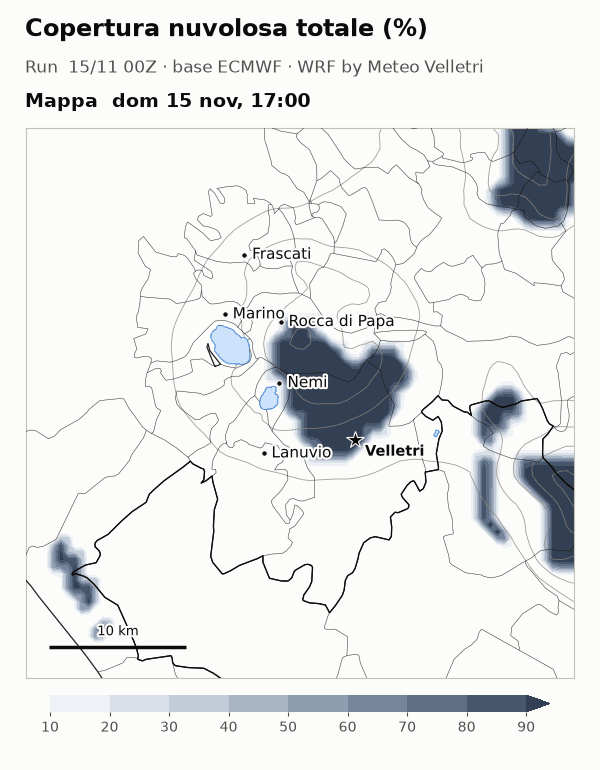 Copertura nuvolosa totale (%)
Run  15/11 00Z · base ECMWF · WRF by Meteo Velletri
Mappa  dom 15 nov, 17:00
Frascati
Marino
Rocca di Papa
Nemi
Velletri
Lanuvio
10 km
10 20 30 40 50 60 70 80 90